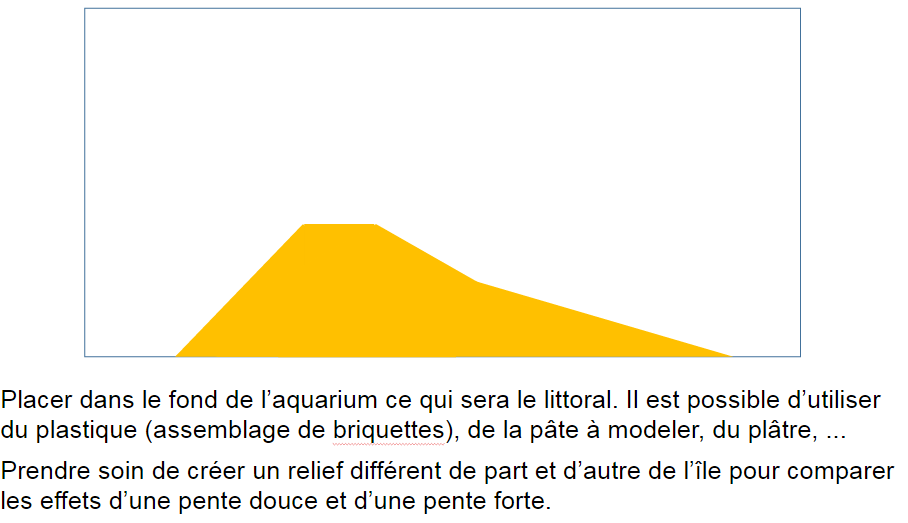 Placer dans le fond de l’aquarium ce qui sera le littoral. Il est possible d’utiliser
du plastique (assemblage de briquettes), de la pâte à modeler, du plâtre, ...
Prendre soin de créer un relief différent de part et d’autre de l’île pour comparer
les effets d’une pente douce et d’une pente forte.